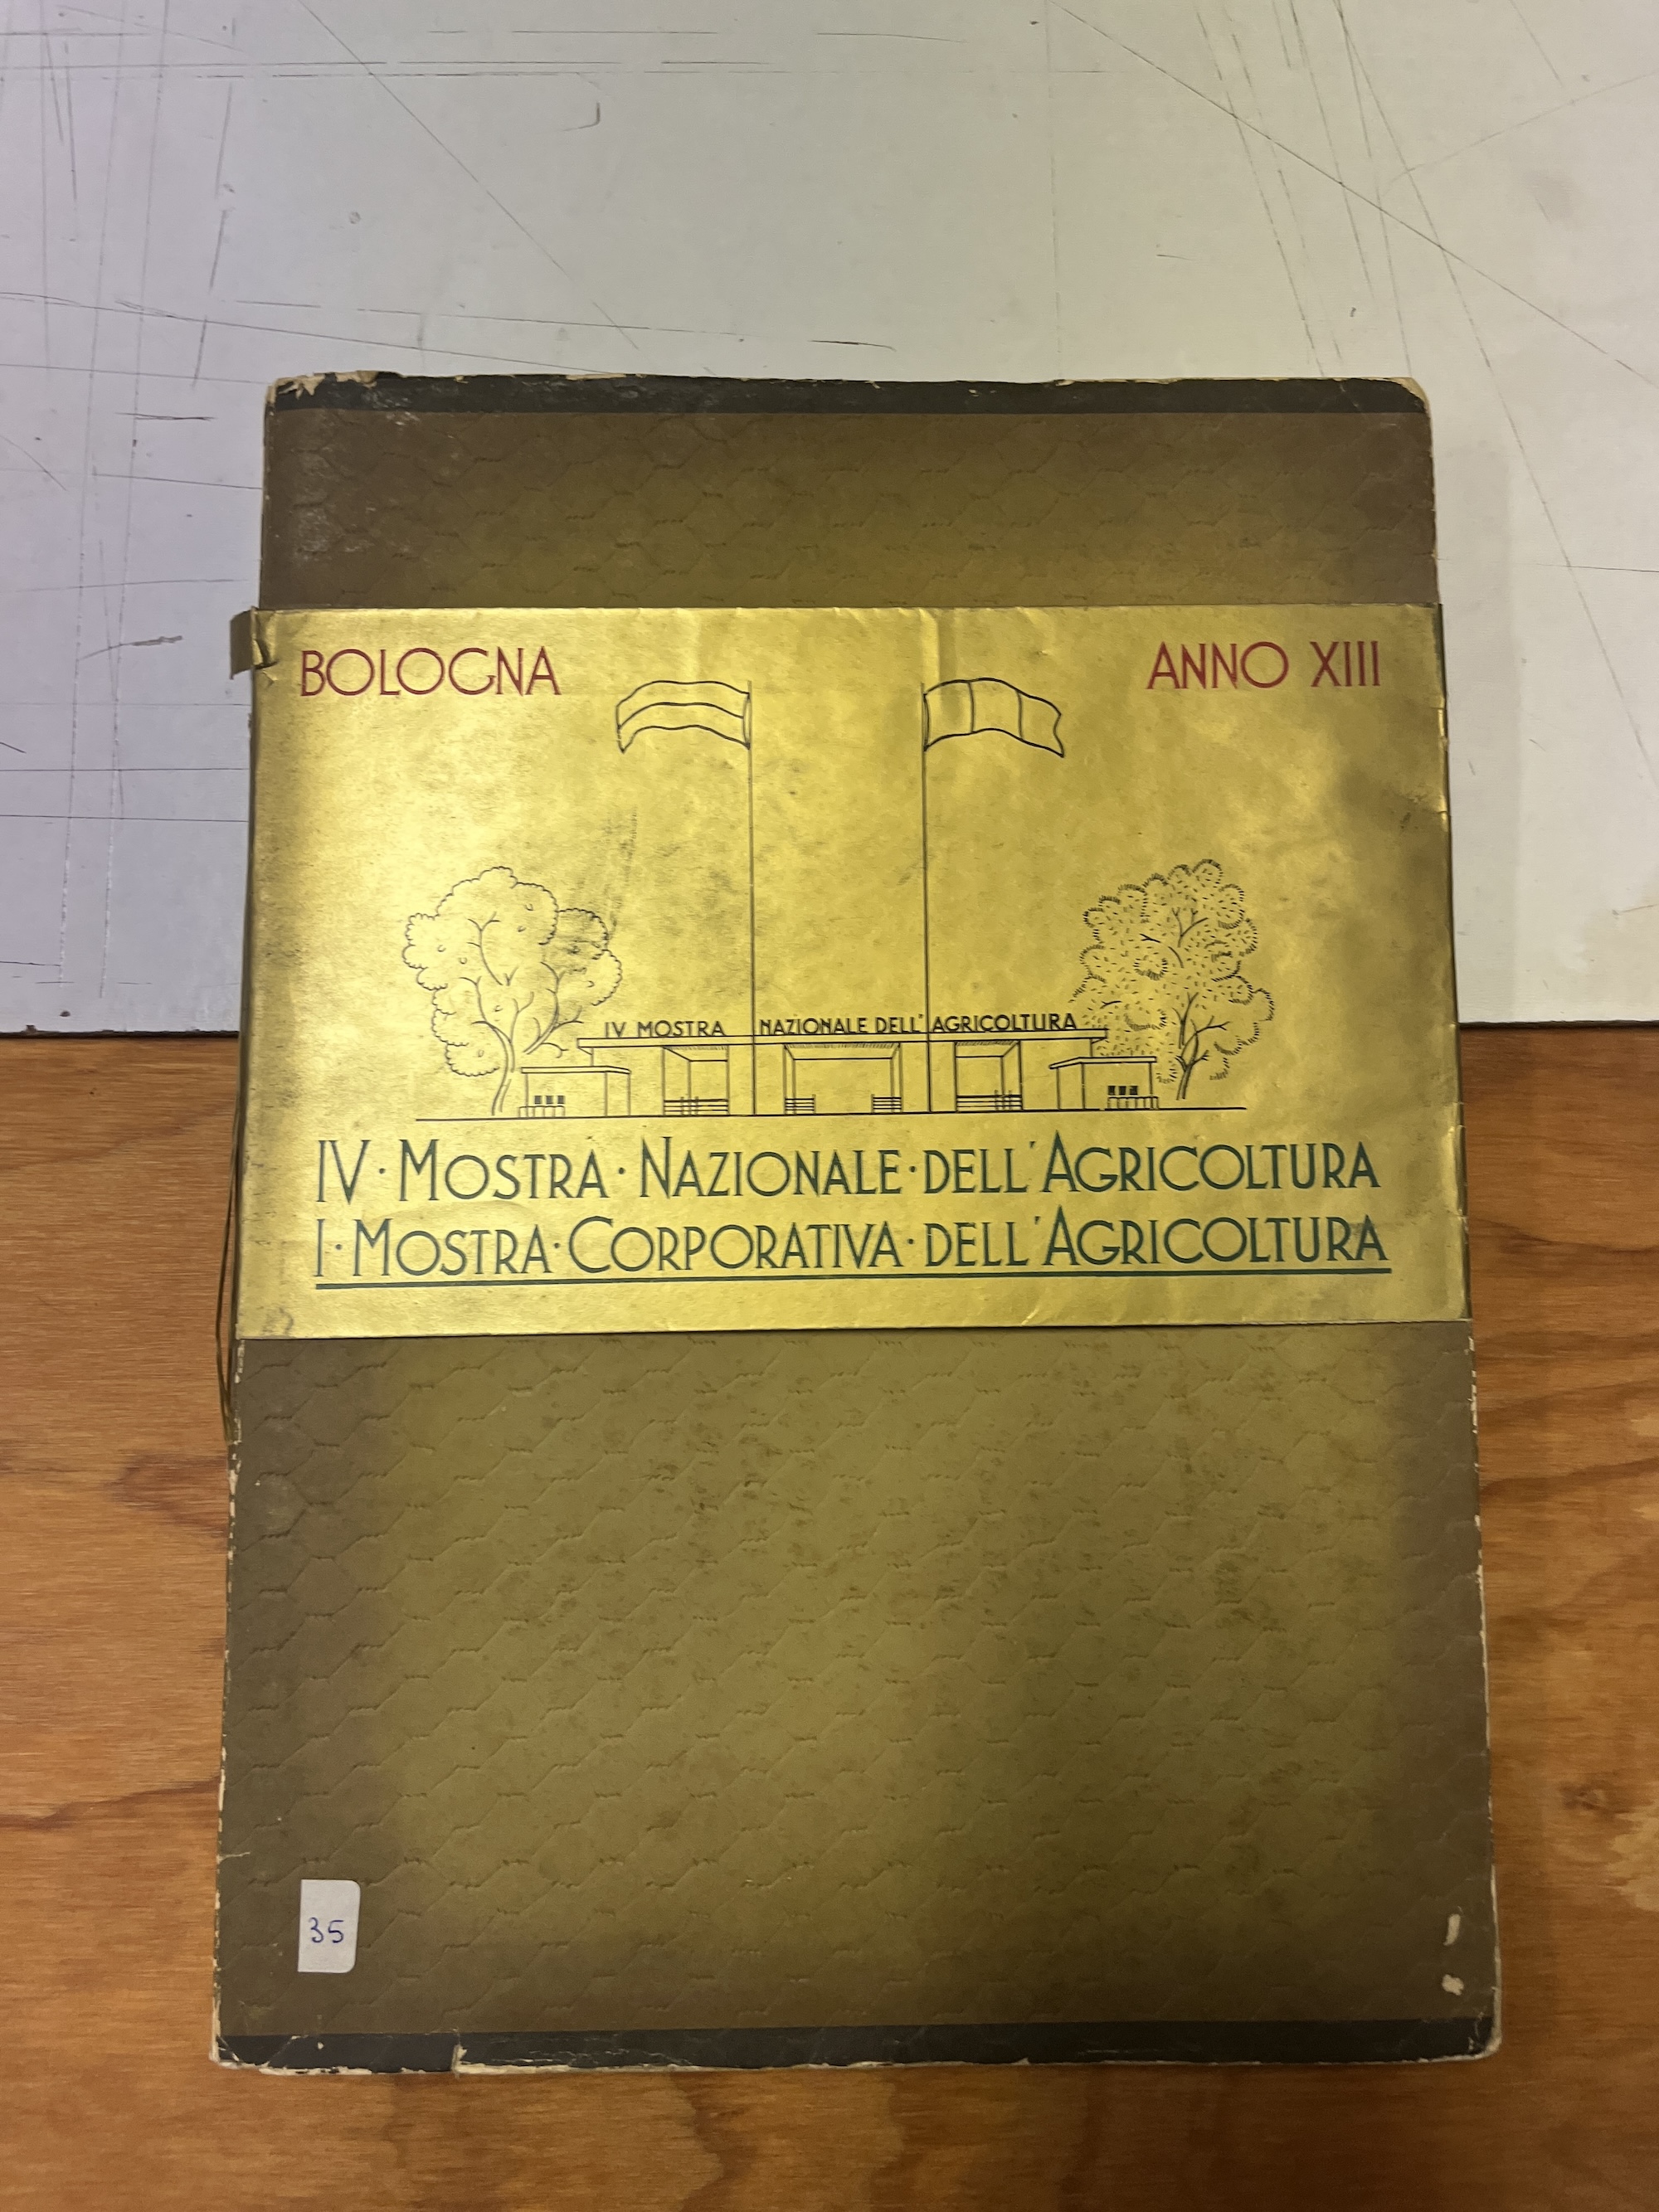 BOLOGNA
ANNO XIII
IV MOSTRA NAZIONALE DELL'AGRICOLTURA
IV · MOSTRA · NAZIONALE · DELL'AGRICOLTURA
I · MOSTRA · CORPORATIVA · DELL'AGRICOLTURA
35